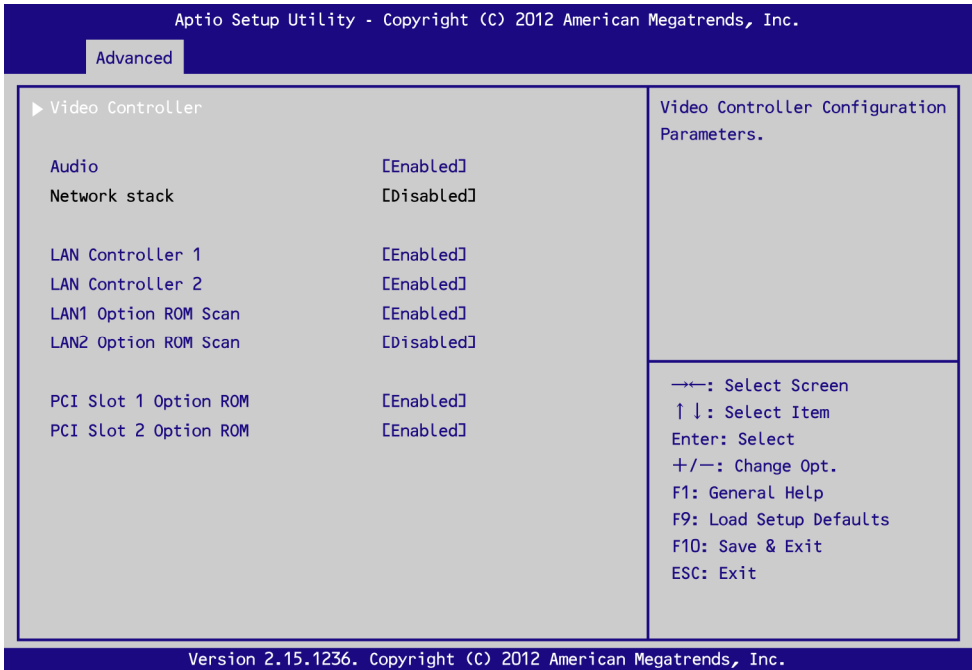 Aptio Setup Utility - Copyright (C) 2012 American Megatrends, Inc.
Advanced
▶ Video Controller
Audio [Enabled]
Network stack [Disabled]
LAN Controller 1 [Enabled]
LAN Controller 2 [Enabled]
LAN1 Option ROM Scan [Enabled]
LAN2 Option ROM Scan [Disabled]
PCI Slot 1 Option ROM [Enabled]
PCI Slot 2 Option ROM [Enabled]
Video Controller Configuration
Parameters.
→←: Select Screen
↑↓: Select Item
Enter: Select
+/-: Change Opt.
F1: General Help
F9: Load Setup Defaults
F10: Save & Exit
ESC: Exit
Version 2.15.1236. Copyright (C) 2012 American Megatrends, Inc.